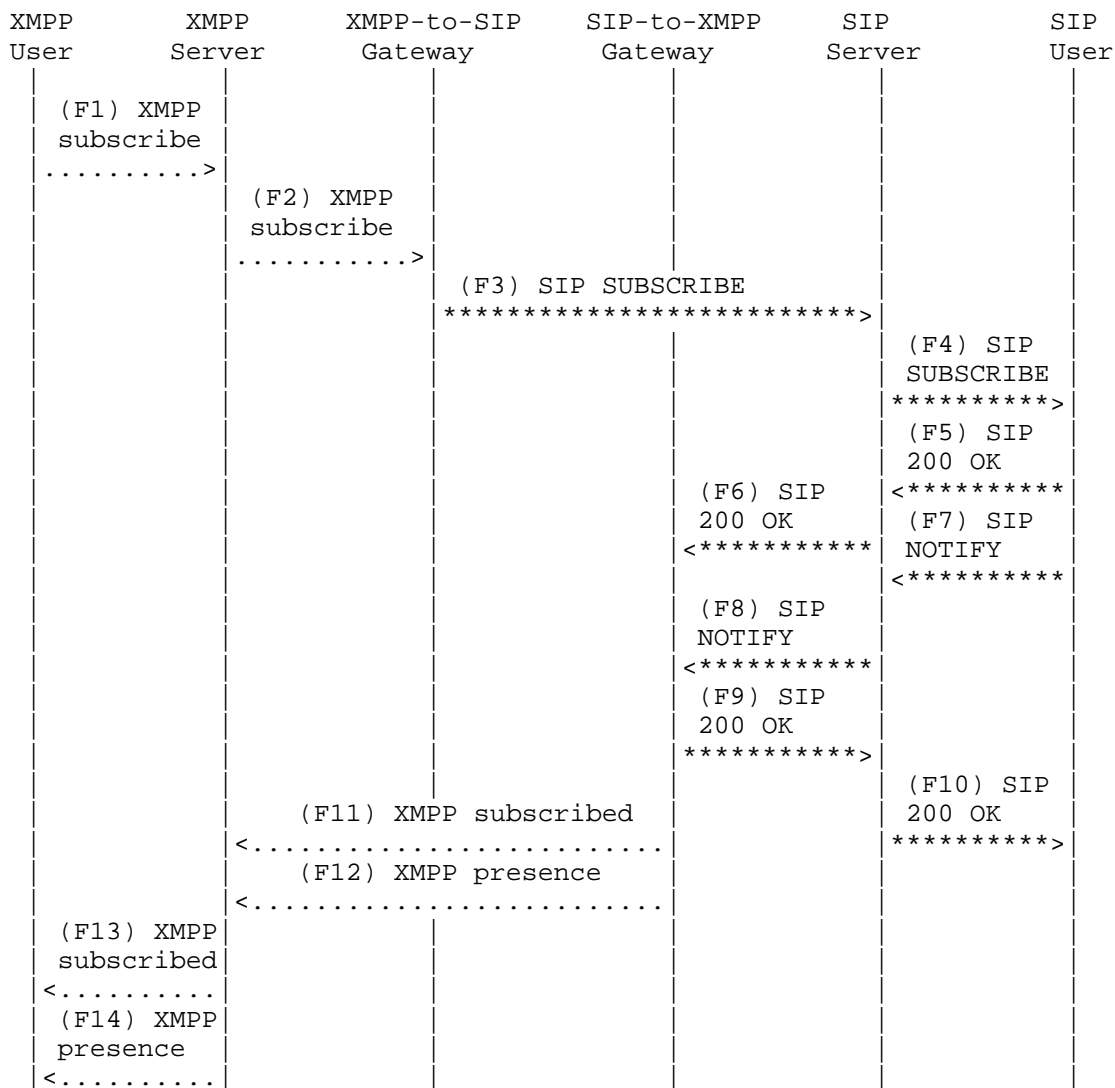 XMPP XMPP XMPP-to-SIP SIP-to-XMPP SIP SIP
User Server Gateway Gateway Server User
(F1) XMPP
subscribe
..........>
(F2) XMPP
subscribe
...........>
(F3) SIP SUBSCRIBE
**************************>
(F4) SIP
SUBSCRIBE
**********>
(F5) SIP
200 OK
<**********
(F6) SIP
200 OK
<***********
(F7) SIP
NOTIFY
<**********
(F8) SIP
NOTIFY
<***********
(F9) SIP
200 OK
***********>
(F10) SIP
200 OK
**********>
(F11) XMPP subscribed
<..........................
(F12) XMPP presence
<..........................
(F13) XMPP
subscribed
<..........
(F14) XMPP
presence
<..........